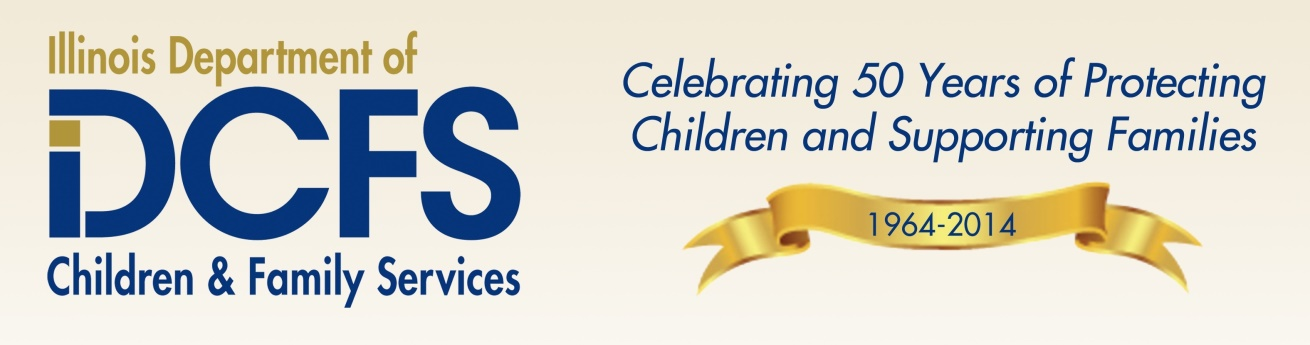 Illinois Department of
DCFS
Children & Family Services
Celebrating 50 Years of Protecting
Children and Supporting Families
1964-2014